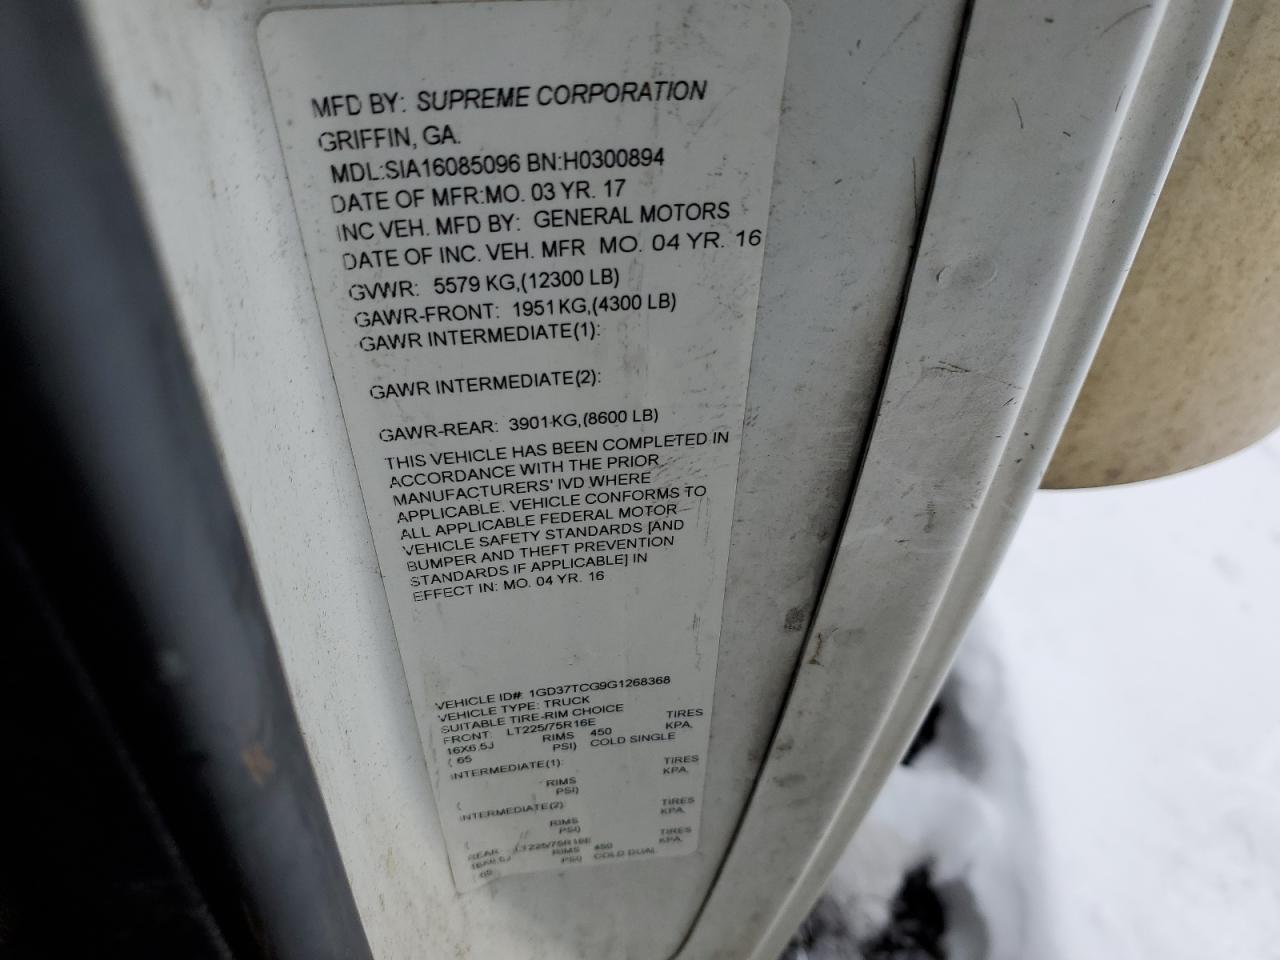 MFD BY: SUPREME CORPORATION
GRIFFIN, GA.
MDL:SIA16085096 BN:H0300894
DATE OF MFR:MO. 03 YR. 17
INC VEH. MFD BY: GENERAL MOTORS
DATE OF INC. VEH. MFR MO. 04 YR. 16
GVWR: 5579 KG,(12300 LB)
GAWR-FRONT: 1951 KG,(4300 LB)
GAWR INTERMEDIATE(1):
GAWR INTERMEDIATE(2):
GAWR-REAR: 3901 KG,(8600 LB)
THIS VEHICLE HAS BEEN COMPLETED IN
ACCORDANCE WITH THE PRIOR
MANUFACTURERS' IVD WHERE
APPLICABLE. VEHICLE CONFORMS TO
ALL APPLICABLE FEDERAL MOTOR
VEHICLE SAFETY STANDARDS [AND
BUMPER AND THEFT PREVENTION
STANDARDS IF APPLICABLE] IN
EFFECT IN: MO. 04 YR. 16
VEHICLE ID#: 1GD37TCG9G1268368
VEHICLE TYPE: TRUCK
SUITABLE TIRE-RIM CHOICE
FRONT: LT225/75R16E TIRES
16X6.5J RIMS 450 KPA,
( 65 PSI) COLD SINGLE
INTERMEDIATE(1): TIRES
RIMS KPA,
( PSI)
INTERMEDIATE(2): TIRES
RIMS KPA,
( PSI)
REAR LT225/75R16E TIRES
16X6.5J RIMS 450 KPA,
65 PSI) COLD DUAL